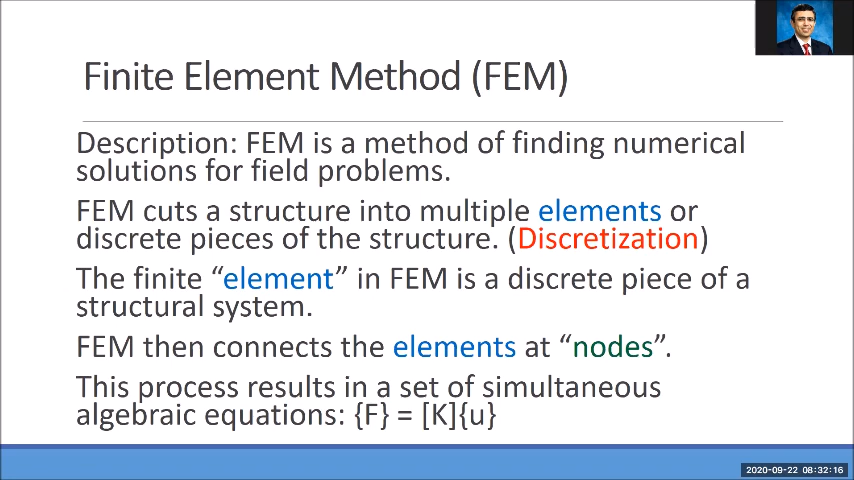 Finite Element Method (FEM)
Description: FEM is a method of finding numerical
solutions for field problems.
FEM cuts a structure into multiple elements or
discrete pieces of the structure. (Discretization)
The finite “element” in FEM is a discrete piece of a
structural system.
FEM then connects the elements at “nodes”.
This process results in a set of simultaneous
algebraic equations: {F} = [K]{u}
2020-09-22 08:32:16